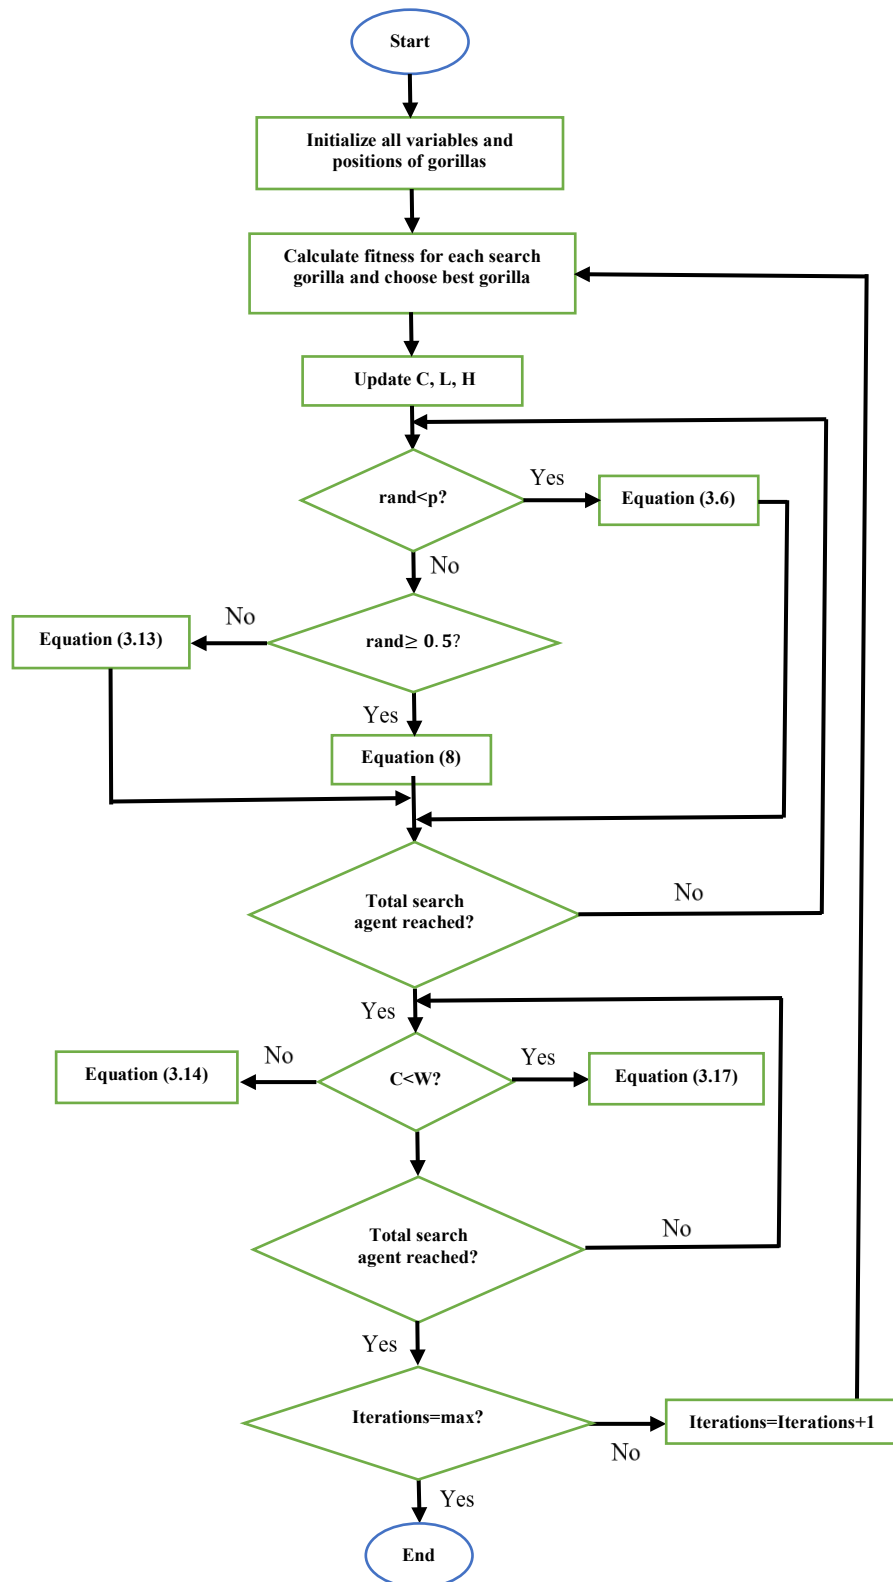 Start
Initialize all variables and
positions of gorillas
Calculate fitness for each search
gorilla and choose best gorilla
Update C, L, H
rand<p?
Yes
Equation (3.6)
No
Equation (3.13)
No
rand≥ 0.5?
Yes
Equation (8)
Total search
agent reached?
No
Yes
Equation (3.14)
No
C<W?
Yes
Equation (3.17)
Total search
agent reached?
No
Yes
Iterations=max?
No
Iterations=Iterations+1
Yes
End